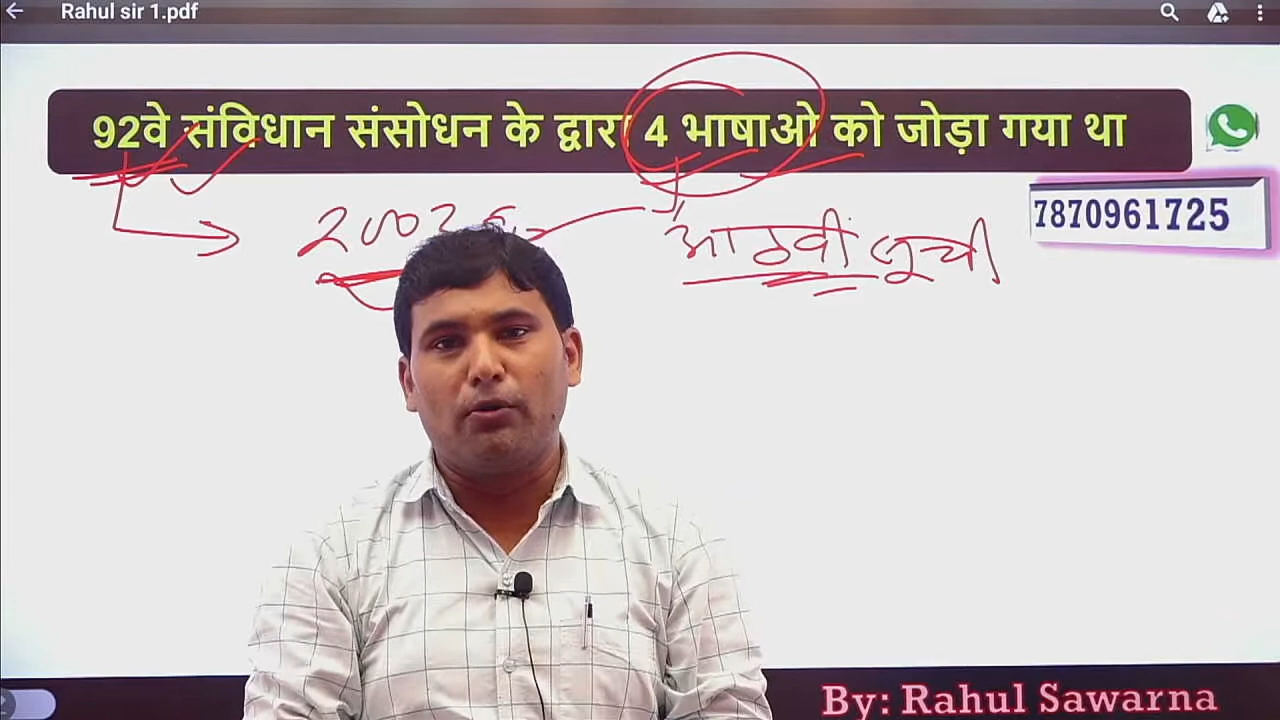 Rahul sir 1.pdf
92वे संविधान संसोधन के द्वारा 4 भाषाओ को जोड़ा गया था
7870961725
आठवी सूची
By: Rahul Sawarna